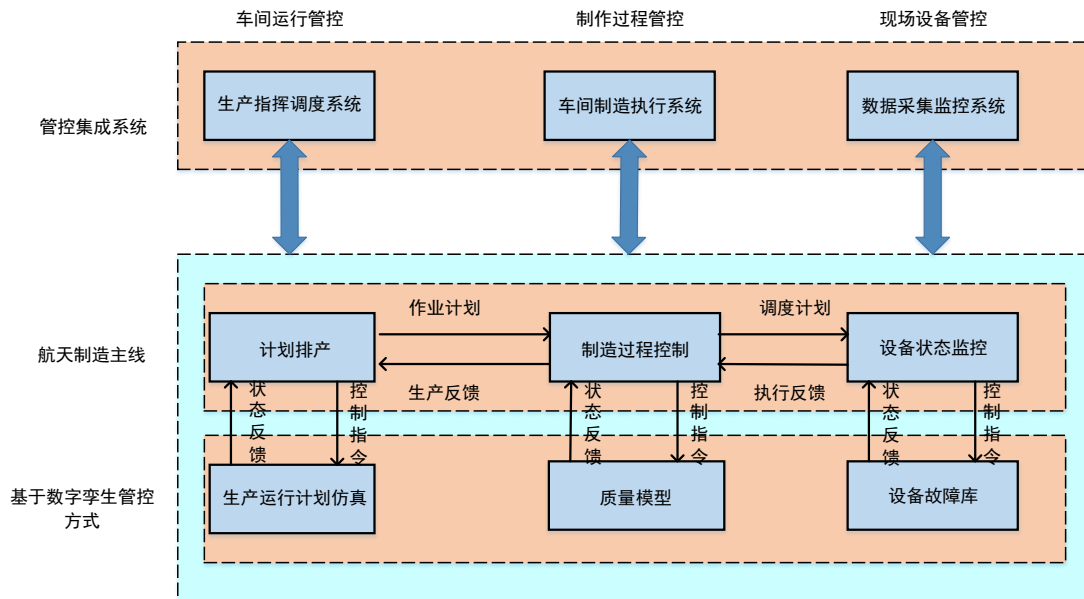 车间运行管控
制作过程管控
现场设备管控
管控集成系统
生产指挥调度系统
车间制造执行系统
数据采集监控系统
航天制造主线
作业计划
调度计划
计划排产
制造过程控制
设备状态监控
生产反馈
执行反馈
状态反馈
控制指令
状态反馈
控制指令
状态反馈
控制指令
基于数字孪生管控
方式
生产运行计划仿真
质量模型
设备故障库